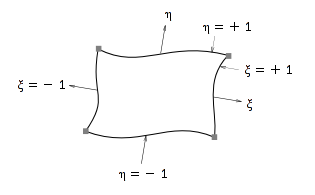 η
η = + 1
ξ = + 1
ξ = − 1
ξ
η = − 1